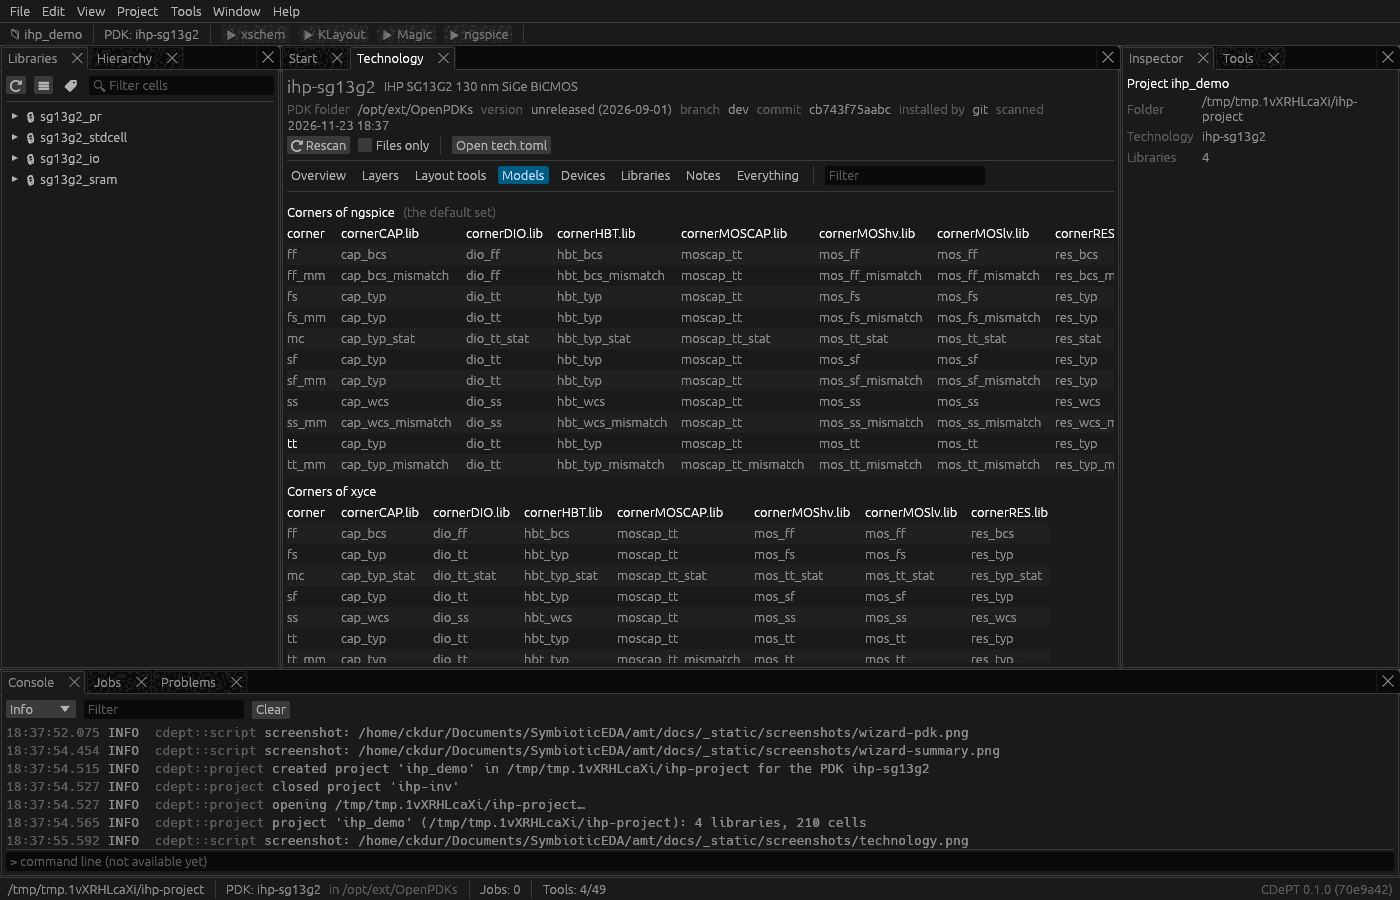 File Edit View Project Tools Window Help
ihp_demo PDK: ihp-sg13g2 xschem KLayout Magic ngspice
Libraries Hierarchy
Filter cells
sg13g2_pr
sg13g2_stdcell
sg13g2_io
sg13g2_sram
Start Technology
ihp-sg13g2 IHP SG13G2 130 nm SiGe BiCMOS
PDK folder /opt/ext/OpenPDKs version unreleased (2026-09-01) branch dev commit cb743f75aabc installed by git scanned
2026-11-23 18:37
Rescan Files only Open tech.toml
Overview Layers Layout tools Models Devices Libraries Notes Everything Filter
Corners of ngspice (the default set)
corner cornerCAP.lib cornerDIO.lib cornerHBT.lib cornerMOSCAP.lib cornerMOShv.lib cornerMOSlv.lib cornerRES
ff cap_bcs dio_ff hbt_bcs moscap_tt mos_ff mos_ff res_bcs
ff_mm cap_bcs_mismatch dio_ff hbt_bcs_mismatch moscap_tt mos_ff_mismatch mos_ff_mismatch res_bcs_m
fs cap_typ dio_tt hbt_typ moscap_tt mos_fs mos_fs res_typ
fs_mm cap_typ dio_tt hbt_typ moscap_tt mos_fs_mismatch mos_fs_mismatch res_typ
mc cap_typ_stat dio_tt_stat hbt_typ_stat moscap_tt_stat mos_tt_stat mos_tt_stat res_stat
sf cap_typ dio_tt hbt_typ moscap_tt mos_sf mos_sf res_typ
sf_mm cap_typ dio_tt hbt_typ moscap_tt mos_sf_mismatch mos_sf_mismatch res_typ
ss cap_wcs dio_ss hbt_wcs moscap_tt mos_ss mos_ss res_wcs
ss_mm cap_wcs_mismatch dio_ss hbt_wcs_mismatch moscap_tt mos_ss_mismatch mos_ss_mismatch res_wcs_m
tt cap_typ dio_tt hbt_typ moscap_tt mos_tt mos_tt res_typ
tt_mm cap_typ_mismatch dio_tt hbt_typ_mismatch moscap_tt_mismatch mos_tt_mismatch mos_tt_mismatch res_typ_m
Corners of xyce
corner cornerCAP.lib cornerDIO.lib cornerHBT.lib cornerMOSCAP.lib cornerMOShv.lib cornerMOSlv.lib cornerRES.lib
ff cap_bcs dio_ff hbt_bcs moscap_tt mos_ff mos_ff res_bcs
fs cap_typ dio_tt hbt_typ moscap_tt mos_fs mos_fs res_typ
mc cap_typ_stat dio_tt_stat hbt_typ_stat moscap_tt_stat mos_tt_stat mos_tt_stat res_typ_stat
sf cap_typ dio_tt hbt_typ moscap_tt mos_sf mos_sf res_typ
ss cap_wcs dio_ss hbt_wcs moscap_tt mos_ss mos_ss res_wcs
tt cap_typ dio_tt hbt_typ moscap_tt mos_tt mos_tt res_typ
tt_mm cap_typ dio_tt hbt_typ moscap_tt_mismatch mos_tt mos_tt res_typ
Inspector Tools
Project ihp_demo
Folder /tmp/tmp.1vXRHLcaXi/ihp-
project
Technology ihp-sg13g2
Libraries 4
Console Jobs Problems
Info Filter Clear
18:37:52.075 INFO cdept::script screenshot: /home/ckdur/Documents/SymbioticEDA/amt/docs/_static/screenshots/wizard-pdk.png
18:37:54.454 INFO cdept::script screenshot: /home/ckdur/Documents/SymbioticEDA/amt/docs/_static/screenshots/wizard-summary.png
18:37:54.515 INFO cdept::project created project 'ihp_demo' in /tmp/tmp.1vXRHLcaXi/ihp-project for the PDK ihp-sg13g2
18:37:54.527 INFO cdept::project closed project 'ihp-inv'
18:37:54.527 INFO cdept::project opening /tmp/tmp.1vXRHLcaXi/ihp-project…
18:37:54.565 INFO cdept::project project 'ihp_demo' (/tmp/tmp.1vXRHLcaXi/ihp-project): 4 libraries, 210 cells
18:37:55.592 INFO cdept::script screenshot: /home/ckdur/Documents/SymbioticEDA/amt/docs/_static/screenshots/technology.png
> command line (not available yet)
/tmp/tmp.1vXRHLcaXi/ihp-project PDK: ihp-sg13g2 in /opt/ext/OpenPDKs Jobs: 0 Tools: 4/49 CDePT 0.1.0 (70e9a42)